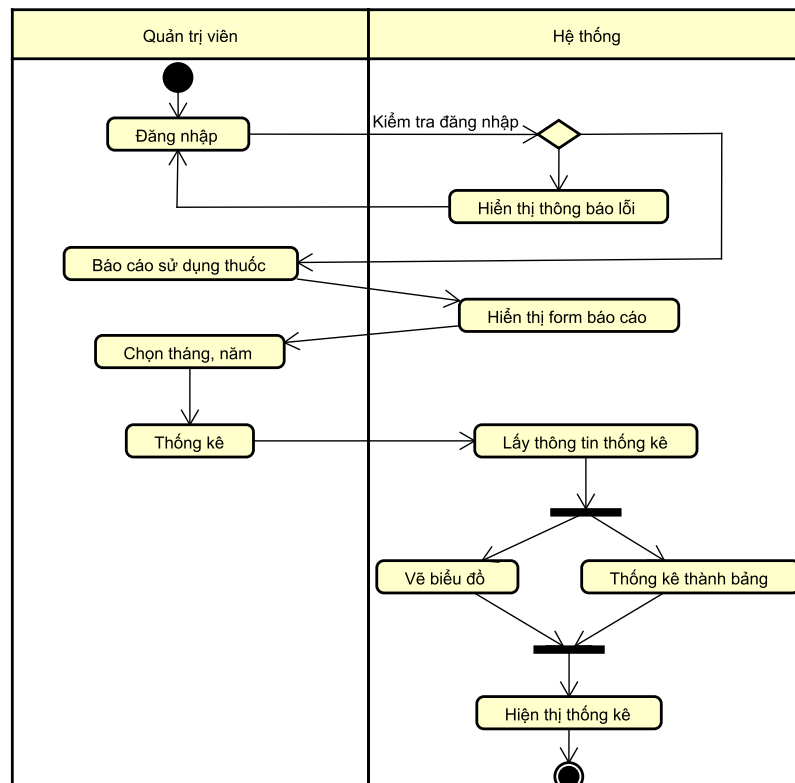 Quản trị viên
Hệ thống
Kiểm tra đăng nhập
Đăng nhập
Hiển thị thông báo lỗi
Báo cáo sử dụng thuốc
Hiển thị form báo cáo
Chọn tháng, năm
Thống kê
Lấy thông tin thống kê
Vẽ biểu đồ
Thống kê thành bảng
Hiện thị thống kê